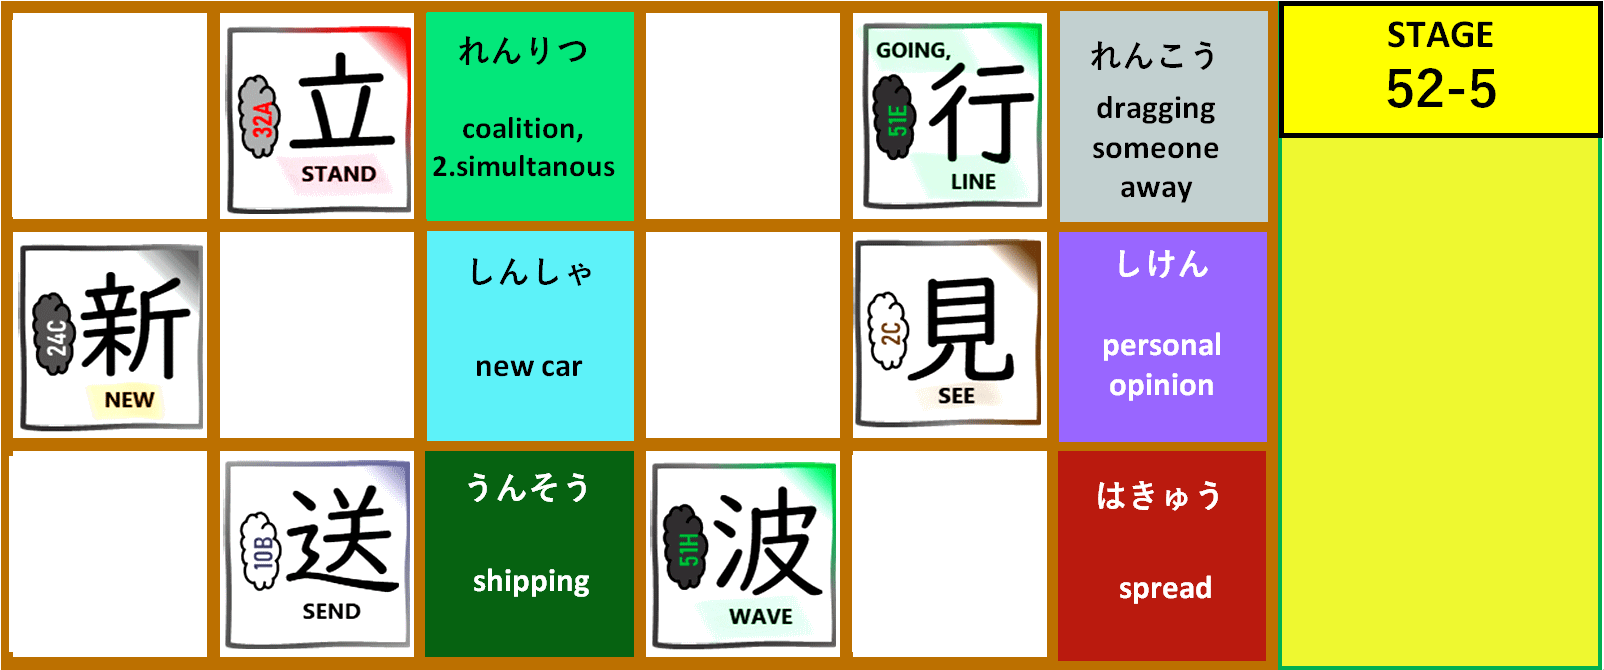 32A
立
STAND
れんりつ
coalition,
2.simultanous
GOING,
51E
行
LINE
れんこう
dragging
someone
away
STAGE
52-5
24C
新
NEW
しんしゃ
new car
2C
見
SEE
しけん
personal
opinion
10B
送
SEND
うんそう
shipping
51H
波
WAVE
はきゅう
spread